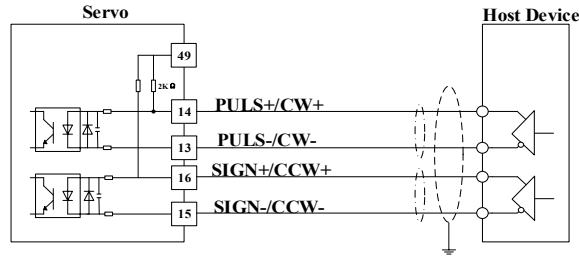 Servo
Host Device
49
2KΩ
14 PULS+/CW+
13 PULS-/CW-
16 SIGN+/CCW+
15 SIGN-/CCW-